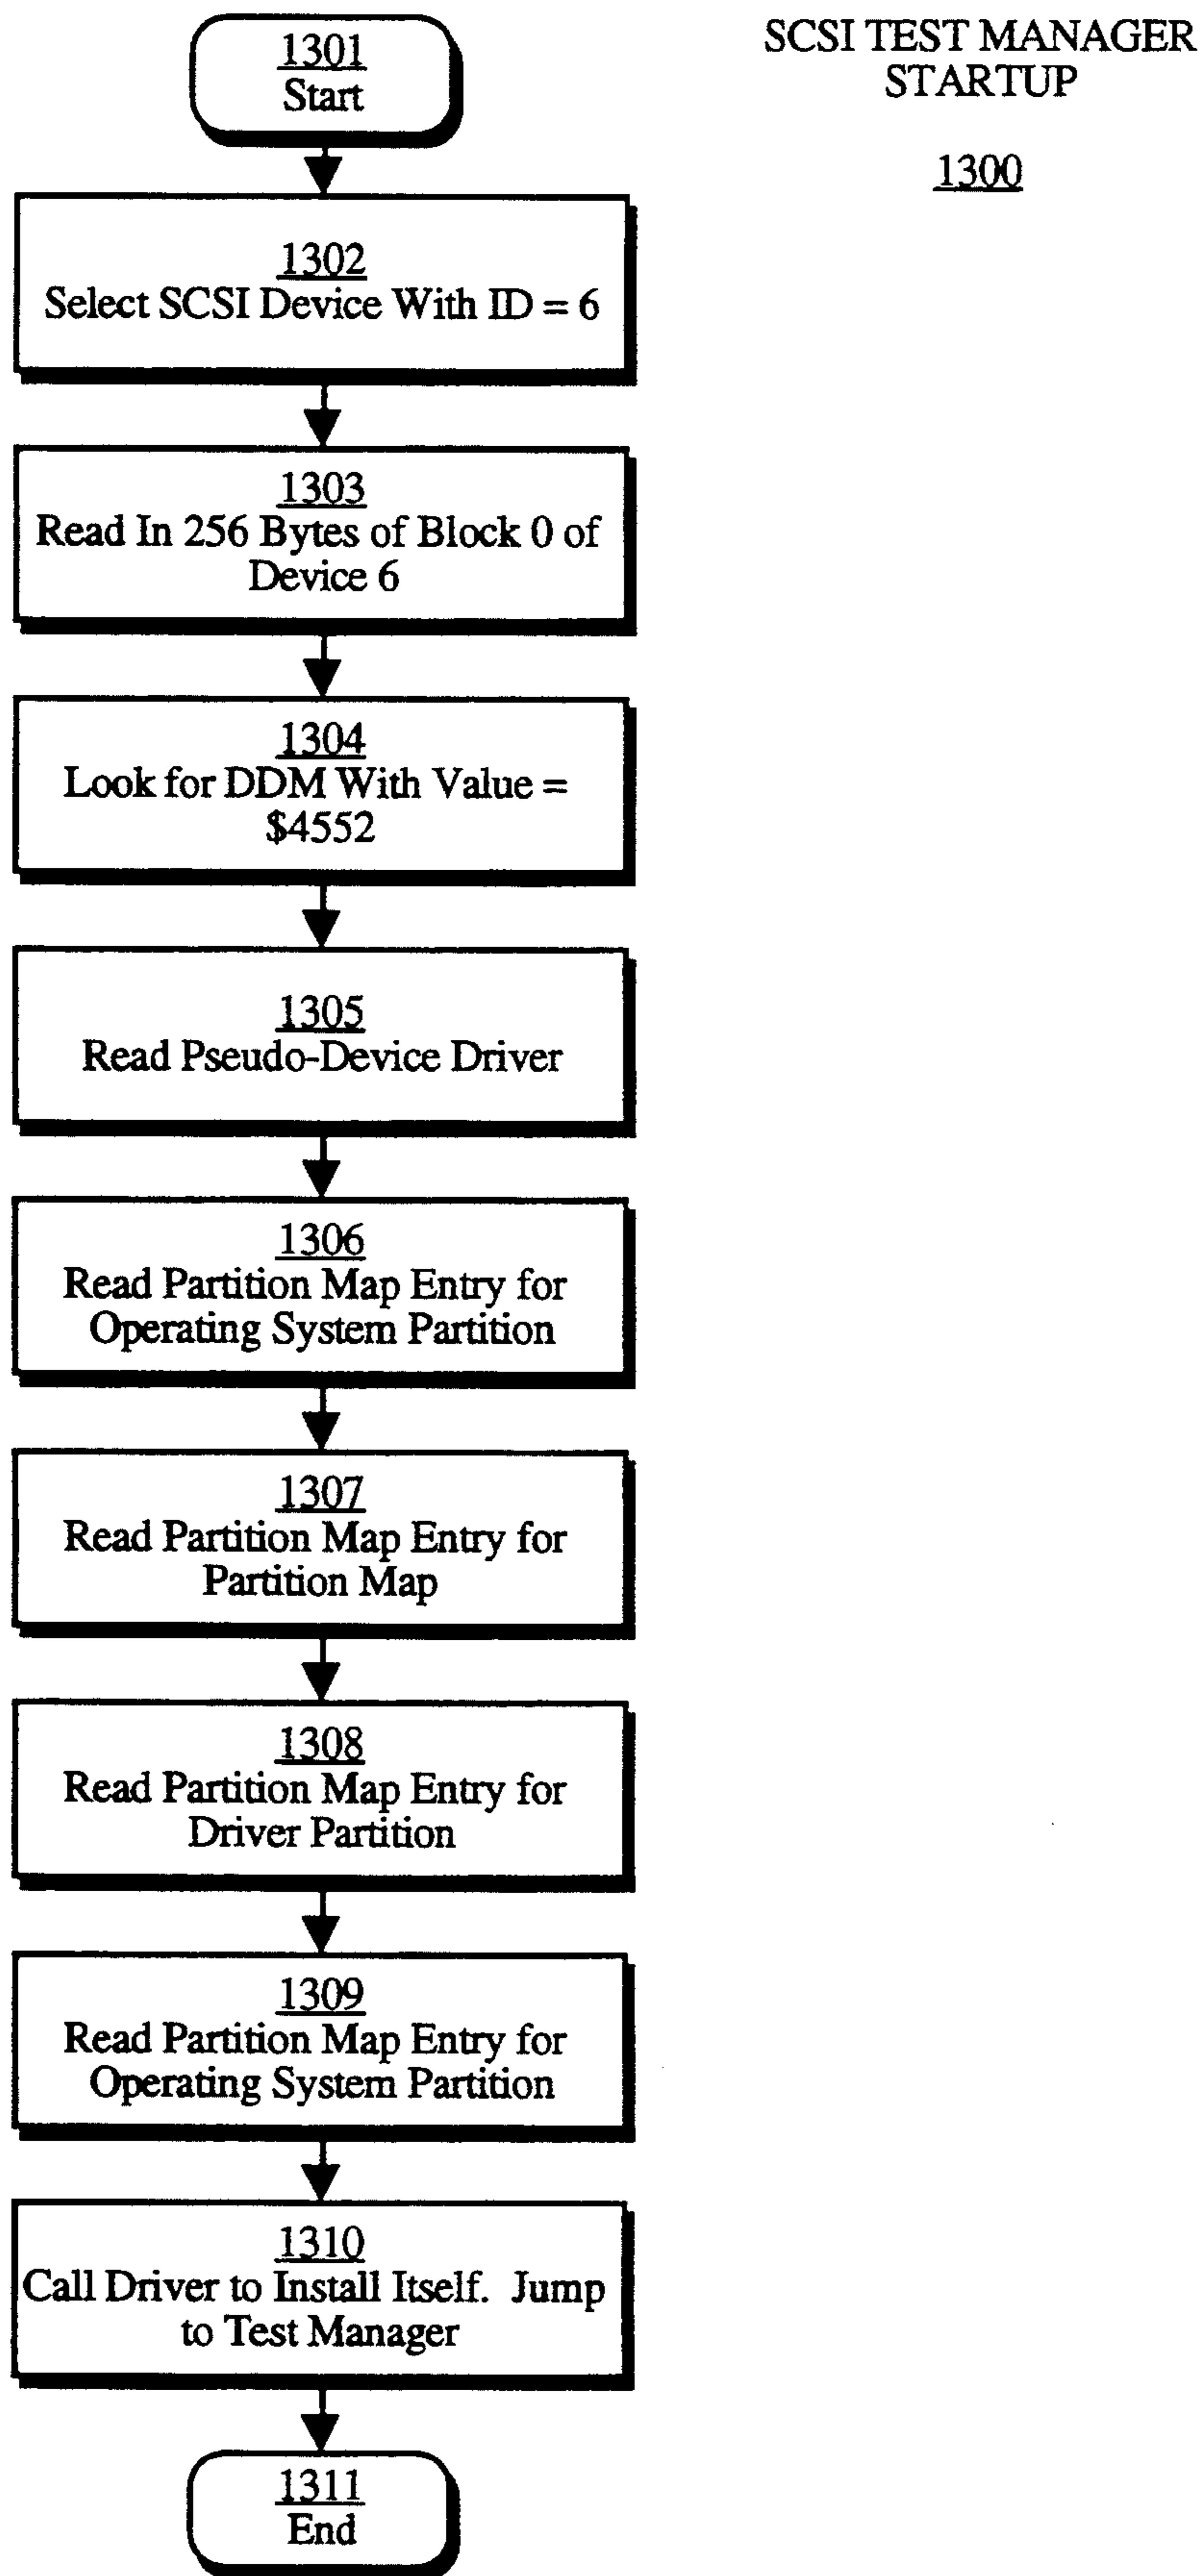 SCSI TEST MANAGER
STARTUP
1300
1301
Start
1302
Select SCSI Device With ID = 6
1303
Read In 256 Bytes of Block 0 of
Device 6
1304
Look for DDM With Value =
$4552
1305
Read Pseudo-Device Driver
1306
Read Partition Map Entry for
Operating System Partition
1307
Read Partition Map Entry for
Partition Map
1308
Read Partition Map Entry for
Driver Partition
1309
Read Partition Map Entry for
Operating System Partition
1310
Call Driver to Install Itself. Jump
to Test Manager
1311
End